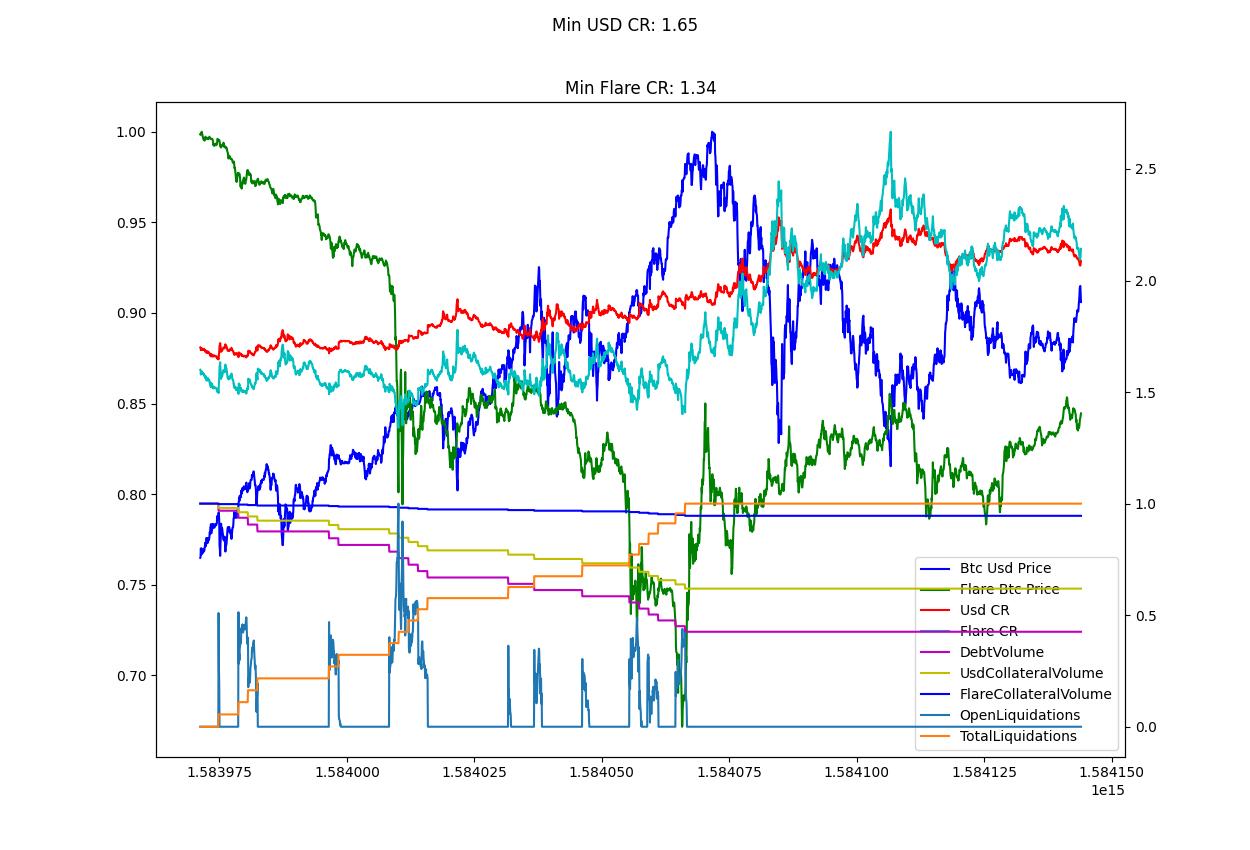 Min USD CR: 1.65
Min Flare CR: 1.34
1.00
0.95
0.90
0.85
0.80
0.75
0.70
2.5
2.0
1.5
1.0
0.5
0.0
Btc Usd Price
Flare Btc Price
Usd CR
Flare CR
DebtVolume
UsdCollateralVolume
FlareCollateralVolume
OpenLiquidations
TotalLiquidations
1.583975 1.584000 1.584025 1.584050 1.584075 1.584100 1.584125 1.584150
1e15